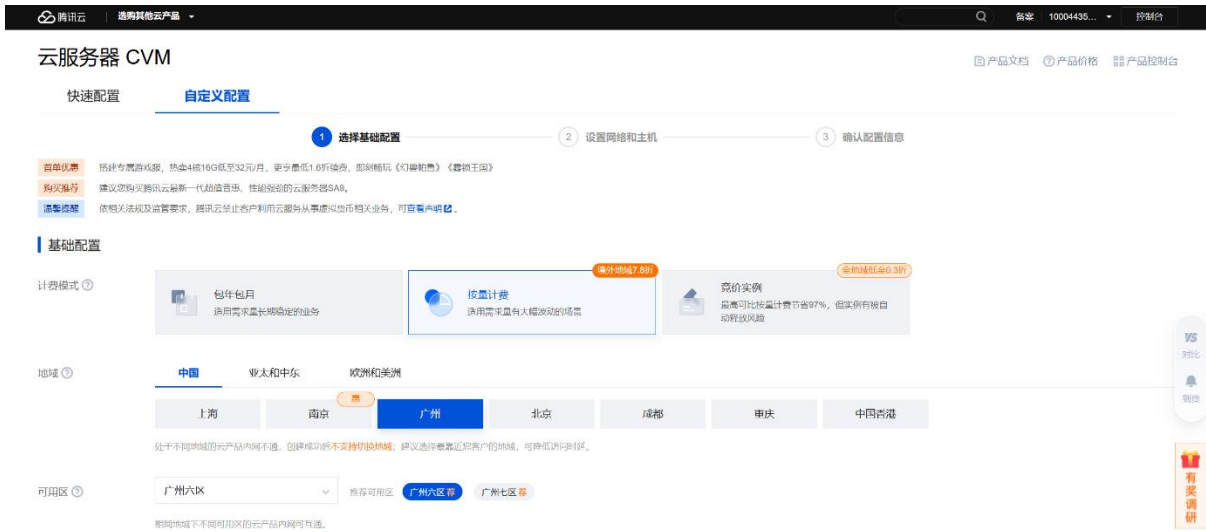 腾讯云 选购其他云产品 备案 10004435... 控制台
云服务器 CVM
产品文档 产品价格 产品控制台
快速配置 自定义配置
1 选择基础配置 2 设置网络和主机 3 确认配置信息
首单优惠 搭建专属游戏服，热卖4核16G低至32元/月，更享最低1.6折续费，即刻畅玩《幻兽帕鲁》《雾锁王国》
购买推荐 建议您购买腾讯云最新一代超值普惠、性能强劲的云服务器SA9。
温馨提醒 依相关法规及监管要求，腾讯云禁止客户利用云服务从事虚拟货币相关业务，可查看声明。
基础配置
境外地域7.8折 全地域低至0.3折
计费模式
包年包月 按量计费 竞价实例
适用需求量长期稳定的业务 适用需求量有大幅波动的场景 最高可比按量计费节省97%，但实例有被自
动释放风险
VS
对比
地域 中国 亚太和中东 欧洲和美洲
惠
上海 南京 广州 北京 成都 重庆 中国香港
处于不同地域的云产品内网不通，创建成功后不支持切换地域；建议选择最靠近您客户的地域，可降低访问时延。
可用区 广州六区 推荐可用区 广州六区 荐 广州七区 荐
相同地域下不同可用区的云产品内网可互通。
有奖调研